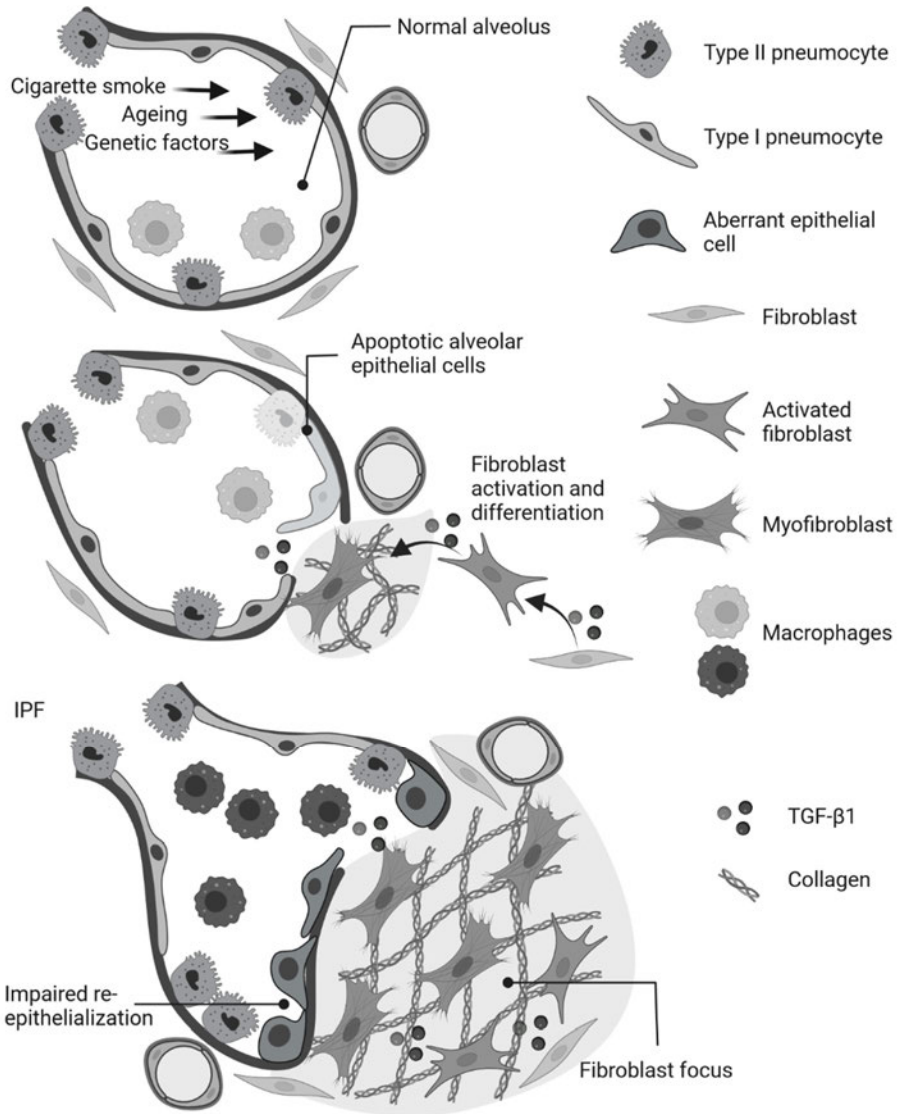 Normal alveolus
Cigarette smoke
Ageing
Genetic factors
Type II pneumocyte
Type I pneumocyte
Aberrant epithelial
cell
Fibroblast
Apoptotic alveolar
epithelial cells
Fibroblast
activation and
differentiation
Activated
fibroblast
Myofibroblast
Macrophages
IPF
TGF-β1
Collagen
Impaired re-
epithelialization
Fibroblast focus